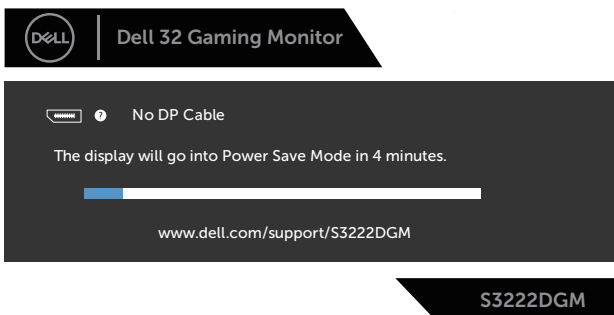 DELL
Dell 32 Gaming Monitor
? No DP Cable
The display will go into Power Save Mode in 4 minutes.
www.dell.com/support/S3222DGM
S3222DGM